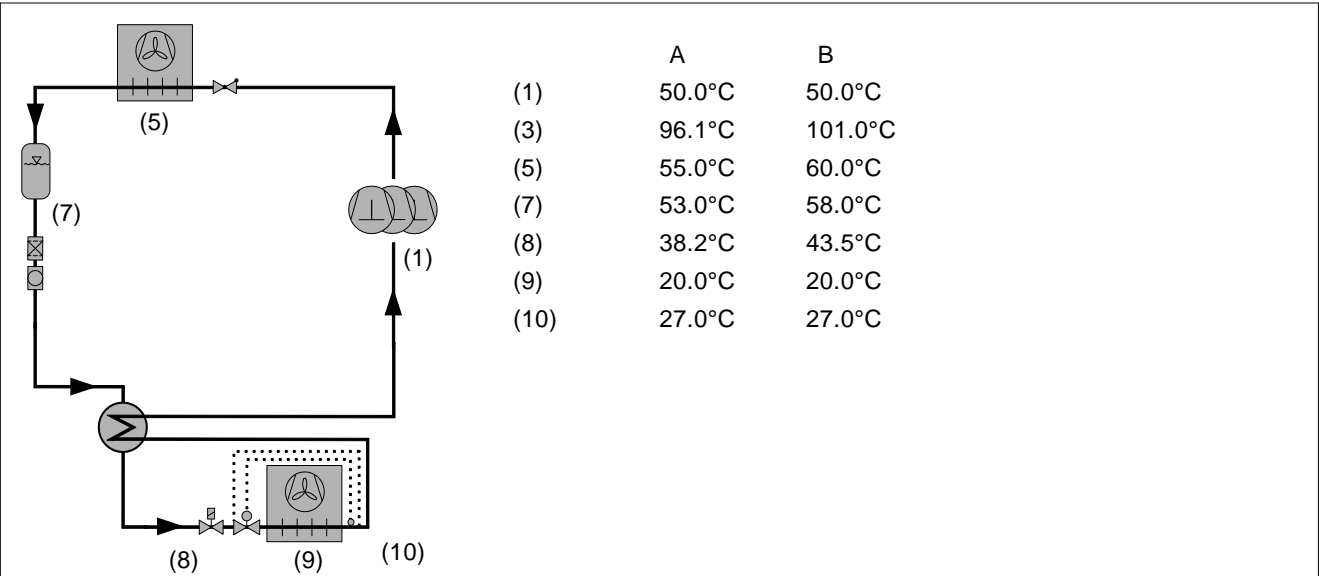 A B
(1) 50.0°C 50.0°C
(3) 96.1°C 101.0°C
(5) 55.0°C 60.0°C
(7) 53.0°C 58.0°C
(8) 38.2°C 43.5°C
(9) 20.0°C 20.0°C
(10) 27.0°C 27.0°C
(5)
(7)
(1)
(8)
(9)
(10)